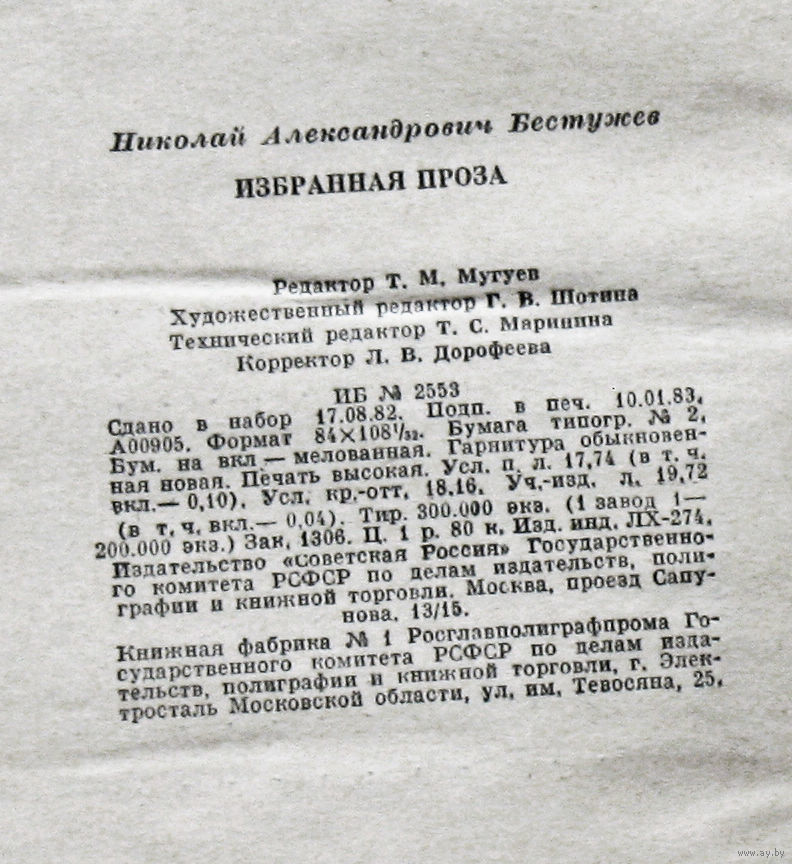 Николай Александрович Бестужев
ИЗБРАННАЯ ПРОЗА
Редактор Т. М. Мугуев
Художественный редактор Г. В. Шотина
Технический редактор Т. С. Маринина
Корректор Л. В. Дорофеева
ИБ № 2553
Сдано в набор 17.08.82. Подп. в печ. 10.01.83.
А00905. Формат 84×108¹/₃₂. Бумага типогр. № 2.
Бум. на вкл — мелованная. Гарнитура обыкновен-
ная новая. Печать высокая. Усл. п. л. 17,74 (в т. ч.
вкл.— 0,10). Усл. кр.-отт. 18,16. Уч.-изд. л. 19,72
(в т. ч. вкл.— 0,04). Тир. 300.000 экз. (1 завод 1—
200.000 экз.) Зак. 1306. Ц. 1 р. 80 к. Изд. инд. ЛХ-274.
Издательство «Советская Россия» Государственно-
го комитета РСФСР по делам издательств, поли-
графии и книжной торговли. Москва, проезд Сапу-
нова, 13/15.
Книжная фабрика № 1 Росглавполиграфпрома Го-
сударственного комитета РСФСР по делам изда-
тельств, полиграфии и книжной торговли, г. Элек-
тросталь Московской области, ул. им. Тевосяна, 25.
www.ay.by